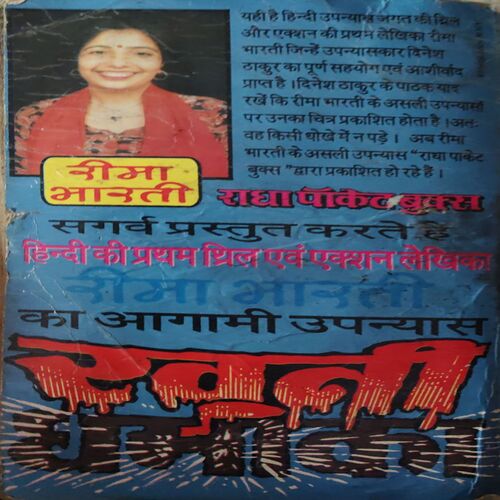 यही है हिन्दी उपन्यास जगत की थ्रिल
और एक्शन की प्रथम लेखिका रीमा
भारती जिन्हें उपन्यासकार दिनेश
ठाकुर का पूर्ण सहयोग एवं आशीर्वाद
प्राप्त है । दिनेश ठाकुर के पाठक याद
रखें कि रीमा भारती के असली उपन्यासों
पर उनका चित्र प्रकाशित होता है । अतः
वह किसी धोखे में न पड़े । अब रीमा
भारती के असली उपन्यास "राधा पाकेट
बुक्स" द्वारा प्रकाशित हो रहे हैं ।
रीमा
भारती
राधा पॉकेट बुक्स
सगर्व प्रस्तुत करते है
हिन्दी की प्रथम थ्रिल एवं एक्शन लेखिका
रीमा भारती
का आगामी उपन्यास
खूनी
धमाका